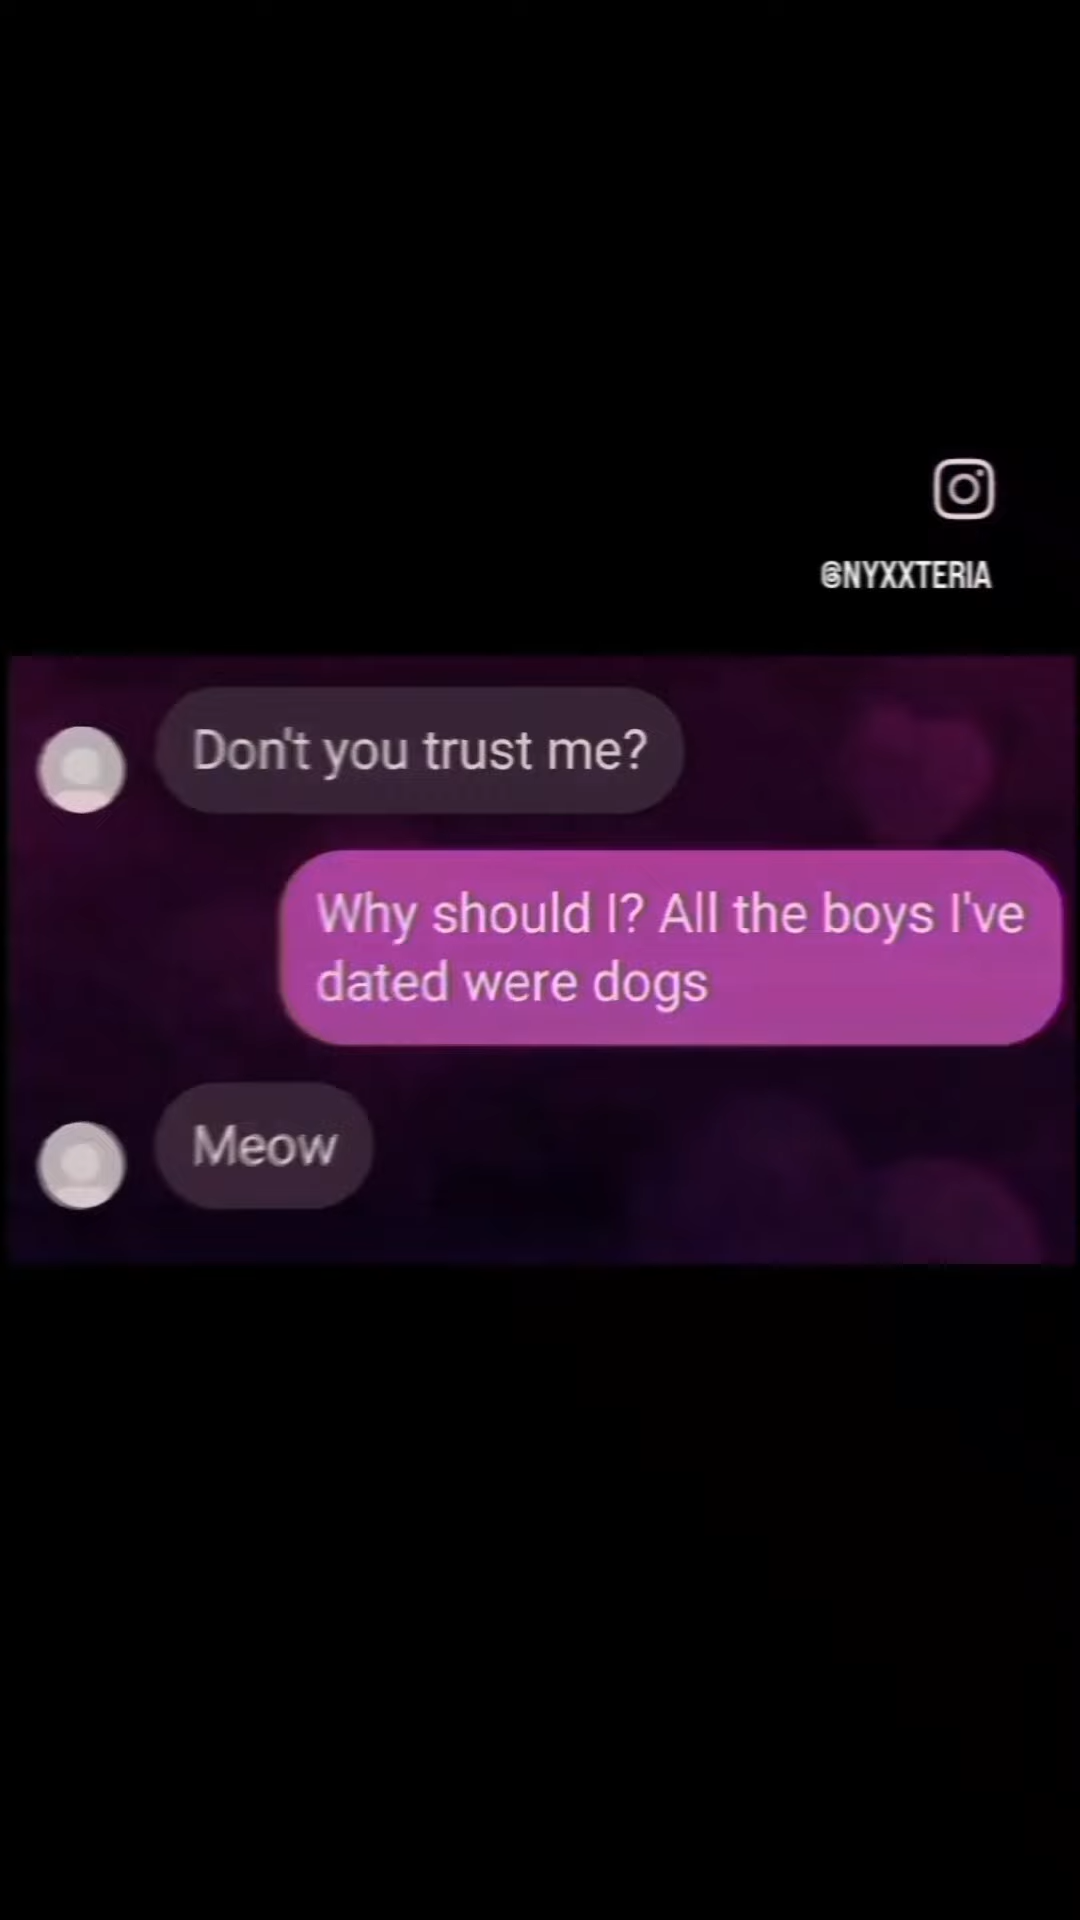 @NYXXTERIA
Don't you trust me?
Why should I? All the boys I've
dated were dogs
Meow